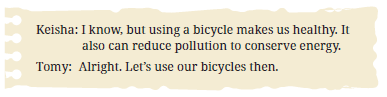 Keisha: I know, but using a bicycle makes us healthy. It
also can reduce pollution to conserve energy.
Tomy: Alright. Let’s use our bicycles then.